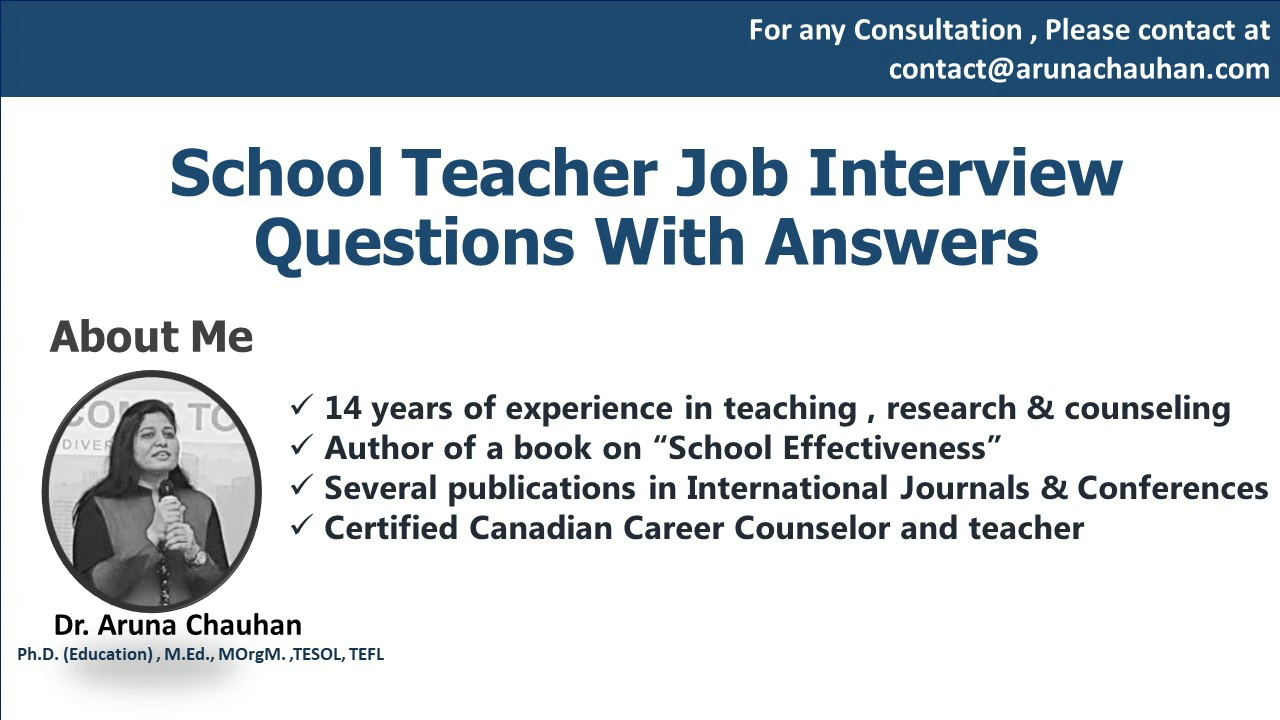 For any Consultation , Please contact at
contact@arunachauhan.com
School Teacher Job Interview
Questions With Answers
About Me
✓ 14 years of experience in teaching , research & counseling
✓ Author of a book on “School Effectiveness”
✓ Several publications in International Journals & Conferences
✓ Certified Canadian Career Counselor and teacher
Dr. Aruna Chauhan
Ph.D. (Education) , M.Ed., MOrgM. ,TESOL, TEFL